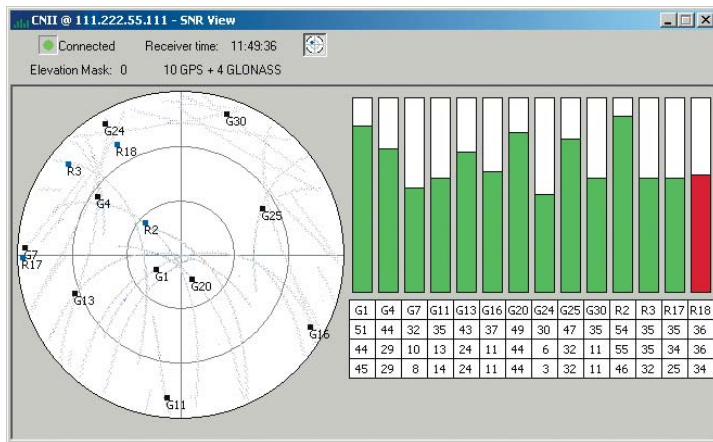 CNII @ 111.222.55.111 - SNR View
Connected Receiver time: 11:49:36
Elevation Mask: 0 10 GPS + 4 GLONASS
G30
G24
R18
R3
G4
G25
R2
G7
R17
G1
G20
G13
G16
G11
G1 G4 G7 G11 G13 G16 G20 G24 G25 G30 R2 R3 R17 R18
51 44 32 35 43 37 49 30 47 35 54 35 35 36
44 29 10 13 24 11 44 6 32 11 55 35 34 36
45 29 8 14 24 11 44 3 32 11 46 32 25 34